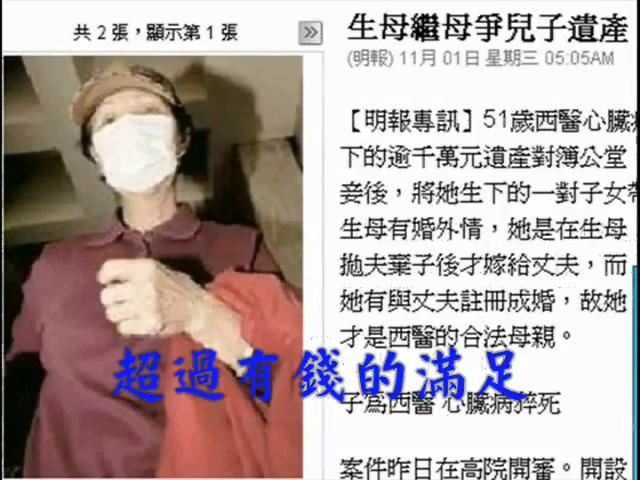 共 2 張，顯示第 1 張
生母繼母爭兒子遺產
(明報) 11月 01日 星期三 05:05AM
【明報專訊】51歲西醫心臟病
下的逾千萬元遺產對簿公堂
妾後，將她生下的一對子女帶
生母有婚外情，她是在生母
拋夫棄子後才嫁給丈夫，而
她有與丈夫註冊成婚，故她
才是西醫的合法母親。
超過有錢的滿足
子為西醫 心臟病猝死
案件昨日在高院開審。開設